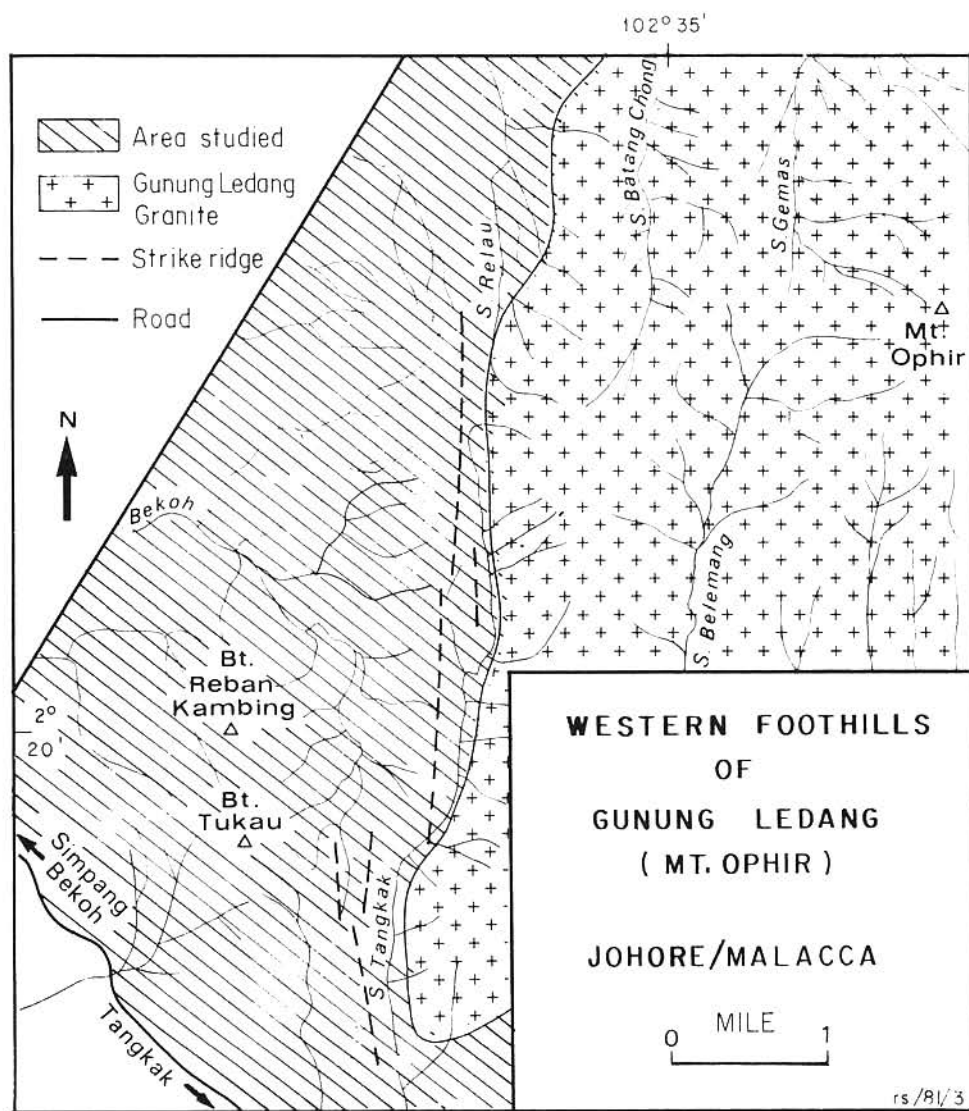 102° 35'
Area studied
Gunung Ledang
Granite
Strike ridge
Road
N
S. Relau
S. Batang Chong
S. Gemas
Mt.
Ophir
Bekoh
S. Belemang
Bt.
Reban-
Kambing
2°
20'
Bt.
Tukau
Simpang
Bekoh
S. Tangkak
Tangkak
WESTERN FOOTHILLS
OF
GUNUNG LEDANG
( MT. OPHIR )
JOHORE/MALACCA
MILE
0 1
rs/81/3